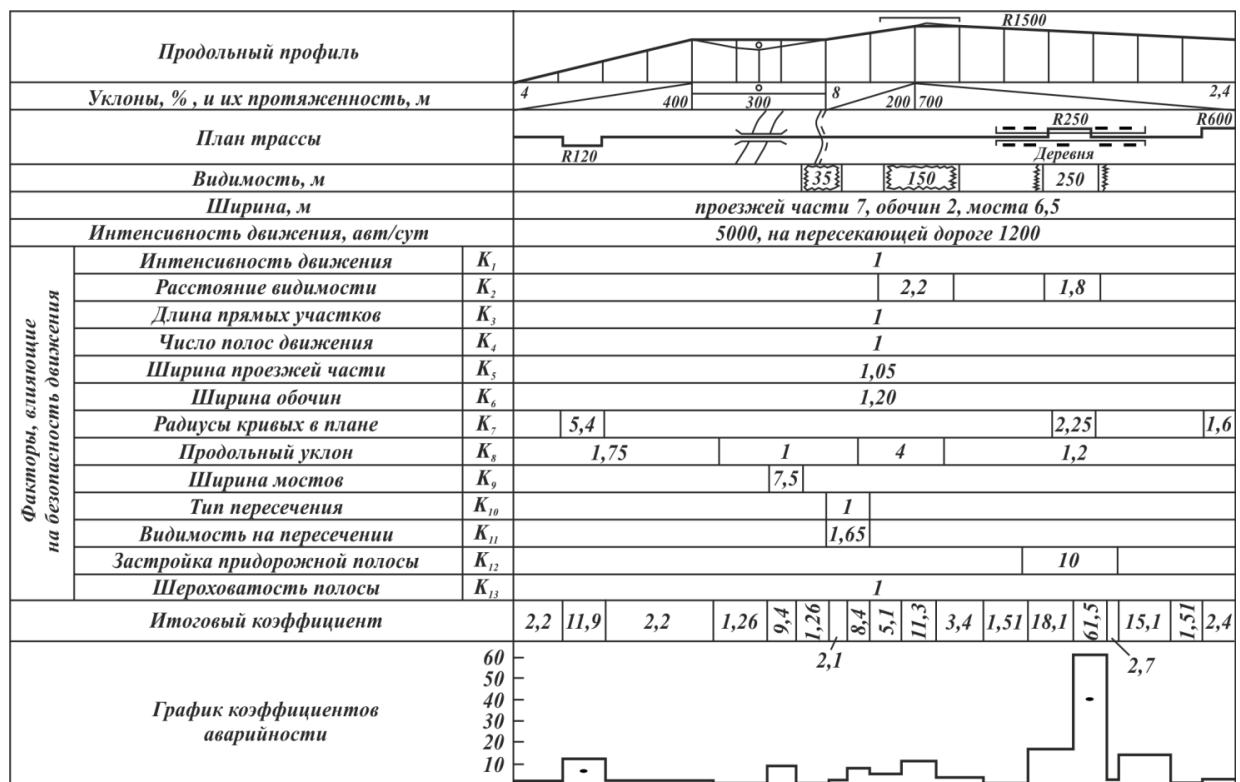 Продольный профиль
R1500
Уклоны, % , и их протяженность, м
4
400
300
8
200
700
2,4
План трассы
R120
R250
R600
Деревня
Видимость, м
35
150
250
Ширина, м
проезжей части 7, обочин 2, моста 6,5
Интенсивность движения, авт/сут
5000, на пересекающей дороге 1200
Факторы, влияющие
на безопасность движения
Интенсивность движения K1 1
Расстояние видимости K2 2,2 1,8
Длина прямых участков K3 1
Число полос движения K4 1
Ширина проезжей части K5 1,05
Ширина обочин K6 1,20
Радиусы кривых в плане K7 5,4 2,25 1,6
Продольный уклон K8 1,75 1 4 1,2
Ширина мостов K9 7,5
Тип пересечения K10 1
Видимость на пересечении K11 1,65
Застройка придорожной полосы K12 10
Шероховатость полосы K13 1
Итоговый коэффициент 2,2 11,9 2,2 1,26 9,4 1,26 8,4 5,1 11,3 3,4 1,51 18,1 61,5 15,1 1,51 2,4
2,1
2,7
График коэффициентов
аварийности
60
50
40
30
20
10